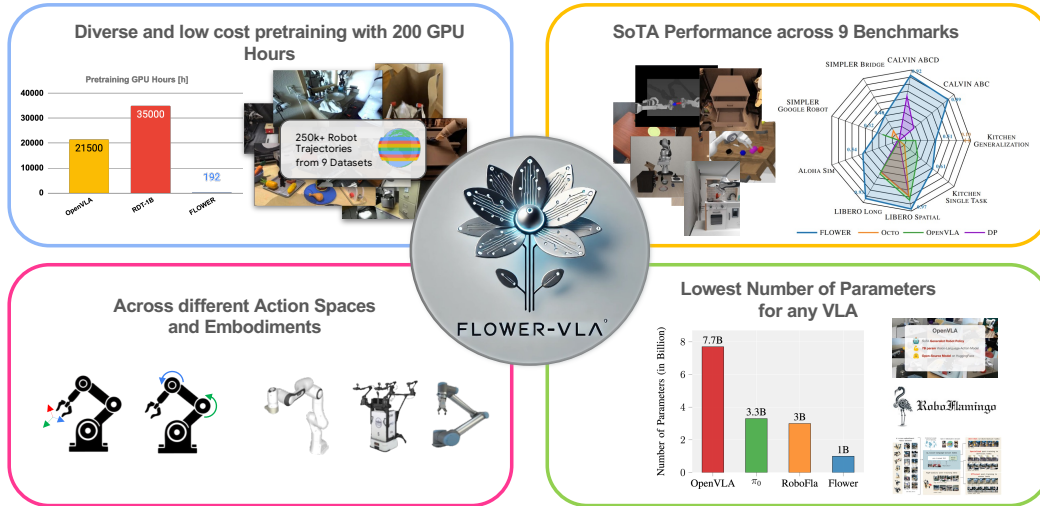 Diverse and low cost pretraining with 200 GPU
Hours
Pretraining GPU Hours [h]
40000
30000
20000
10000
0
21500
35000
192
OpenVLA
RDT-1B
FLOWER
250k+ Robot
Trajectories
from 9 Datasets
SoTA Performance across 9 Benchmarks
CALVIN ABCD
SIMPLER BRIDGE
CALVIN ABC
SIMPLER
GOOGLE ROBOT
KITCHEN
GENERALIZATION
ALOHA SIM
KITCHEN
SINGLE TASK
LIBERO LONG
LIBERO SPATIAL
FLOWER
OCTO
OPENVLA
DP
FLOWER-VLA
Across different Action Spaces
and Embodiments
Lowest Number of Parameters
for any VLA
Number of Parameters (in Billion)
8
6
4
2
0
7.7B
3.3B
3B
1B
OpenVLA
π0
RoboFla
Flower
OpenVLA
RoboFlamingo